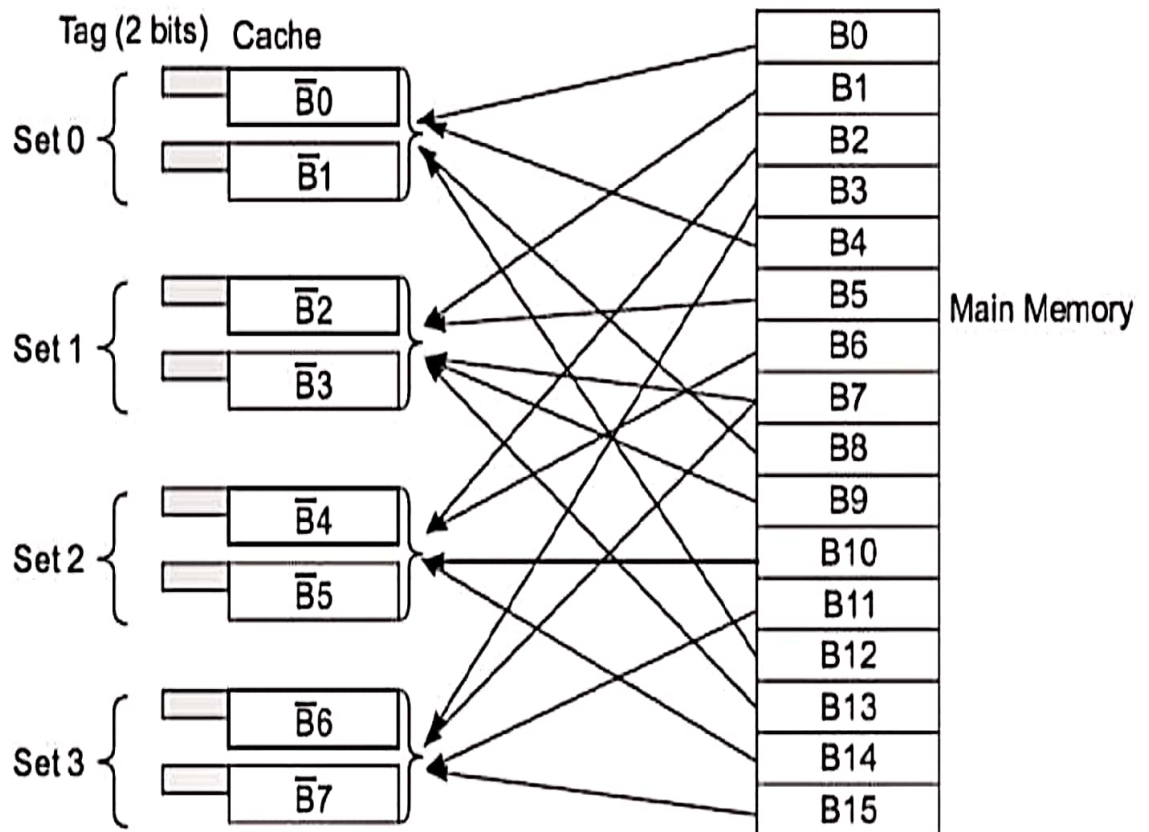 Tag (2 bits) Cache
Set 0
B̅0
B̅1
Set 1
B̅2
B̅3
Set 2
B̅4
B̅5
Set 3
B̅6
B̅7
B0
B1
B2
B3
B4
B5
B6
B7
B8
B9
B10
B11
B12
B13
B14
B15
Main Memory